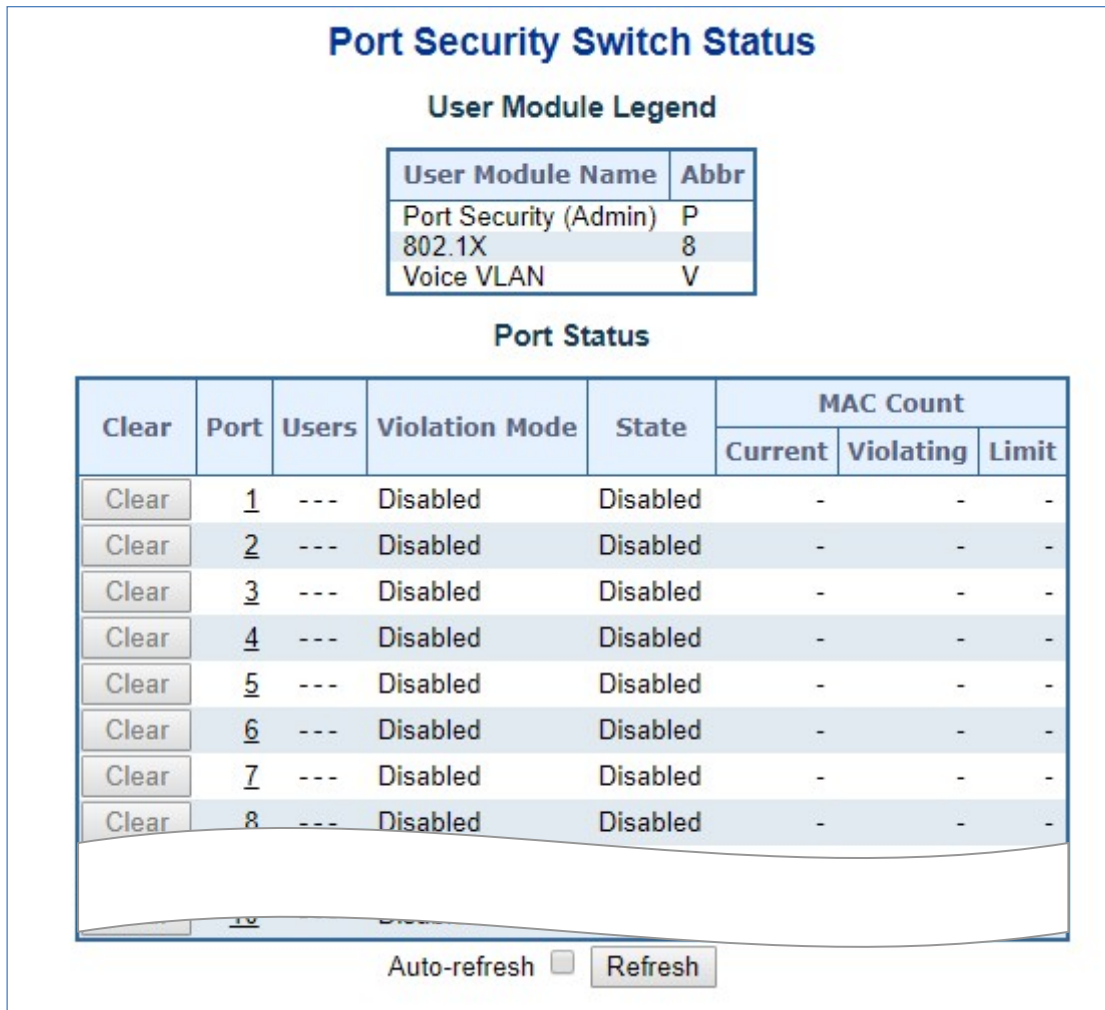 Port Security Switch Status
User Module Legend
User Module Name Abbr
Port Security (Admin) P
802.1X 8
Voice VLAN V
Port Status
Clear Port Users Violation Mode State MAC Count
Current Violating Limit
Clear 1 --- Disabled Disabled - - -
Clear 2 --- Disabled Disabled - - -
Clear 3 --- Disabled Disabled - - -
Clear 4 --- Disabled Disabled - - -
Clear 5 --- Disabled Disabled - - -
Clear 6 --- Disabled Disabled - - -
Clear 7 --- Disabled Disabled - - -
Clear 8 --- Disabled Disabled - - -
Auto-refresh Refresh